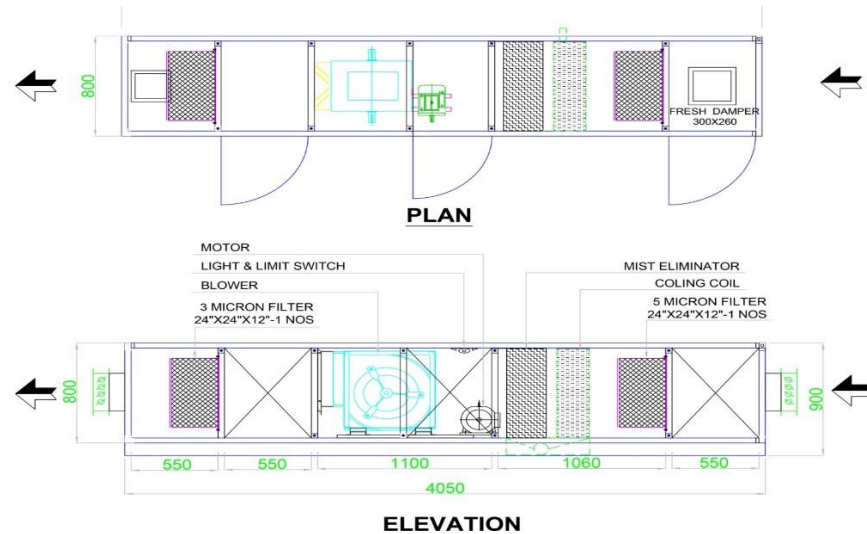 800
FRESH DAMPER
300X260
PLAN
MOTOR
LIGHT & LIMIT SWITCH
BLOWER
3 MICRON FILTER
24"X24"X12"-1 NOS
MIST ELIMINATOR
COLING COIL
5 MICRON FILTER
24"X24"X12"-1 NOS
800
900
550
550
1100
1060
550
4050
ELEVATION